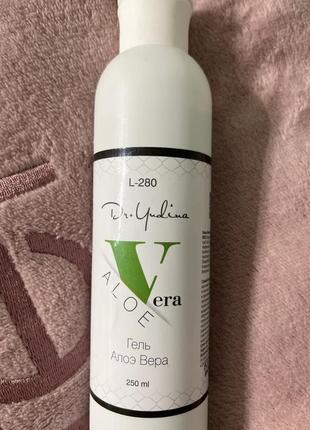 L-280
Dr. Yudina
Vera
ALOE
Гель
Алоэ Вера
250 ml